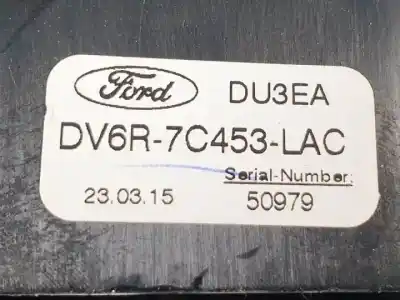 Ford DU3EA
DV6R-7C453-LAC
Serial-Number:
23.03.15 50979